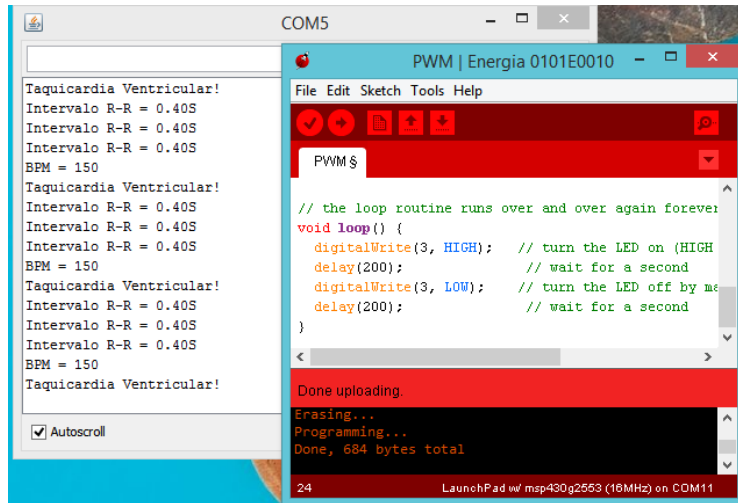 COM5
Taquicardia Ventricular!
Intervalo R-R = 0.40S
Intervalo R-R = 0.40S
Intervalo R-R = 0.40S
BPM = 150
Taquicardia Ventricular!
Intervalo R-R = 0.40S
Intervalo R-R = 0.40S
Intervalo R-R = 0.40S
BPM = 150
Taquicardia Ventricular!
Intervalo R-R = 0.40S
Intervalo R-R = 0.40S
Intervalo R-R = 0.40S
BPM = 150
Taquicardia Ventricular!
Autoscroll
PWM | Energia 0101E0010
File Edit Sketch Tools Help
PWM §
// the loop routine runs over and over again forever
void loop() {
digitalWrite(3, HIGH);   // turn the LED on (HIGH
delay(200);   // wait for a second
digitalWrite(3, LOW);   // turn the LED off by ma
delay(200);   // wait for a second
}
Done uploading.
Erasing...
Programming...
Done, 684 bytes total
24 LaunchPad w/ msp430g2553 (16MHz) on COM11